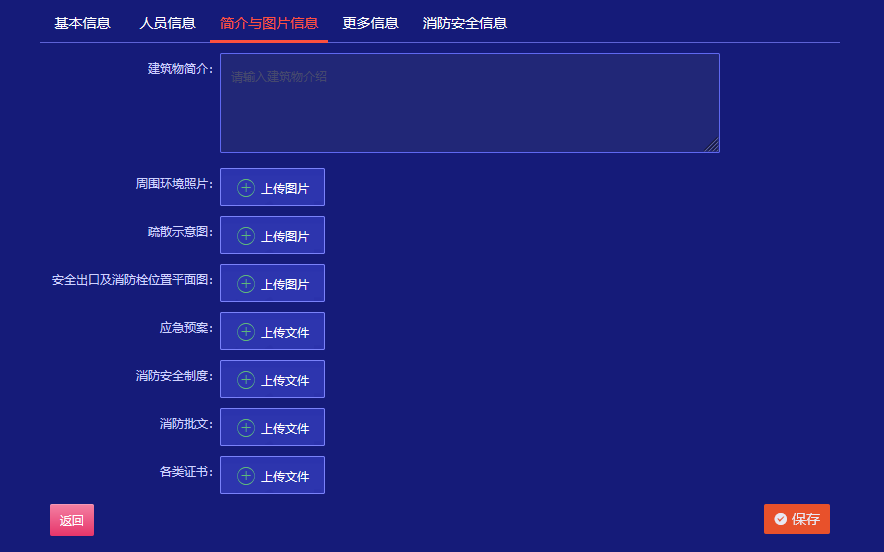 基本信息 人员信息 简介与图片信息 更多信息 消防安全信息
建筑物简介：
请输入建筑物介绍
周围环境照片： 上传图片
疏散示意图： 上传图片
安全出口及消防栓位置平面图： 上传图片
应急预案： 上传文件
消防安全制度： 上传文件
消防批文： 上传文件
各类证书： 上传文件
返回 保存